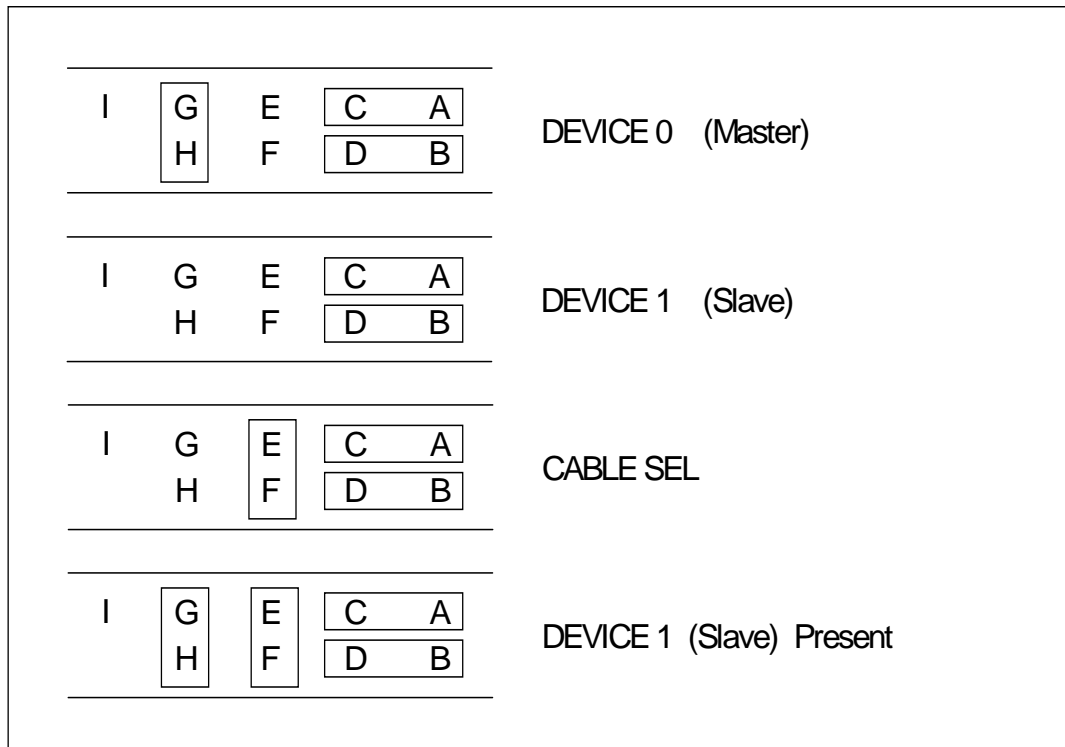 I G E C A
H F D B
DEVICE 0 (Master)
I G E C A
H F D B
DEVICE 1 (Slave)
I G E C A
H F D B
CABLE SEL
I G E C A
H F D B
DEVICE 1 (Slave) Present